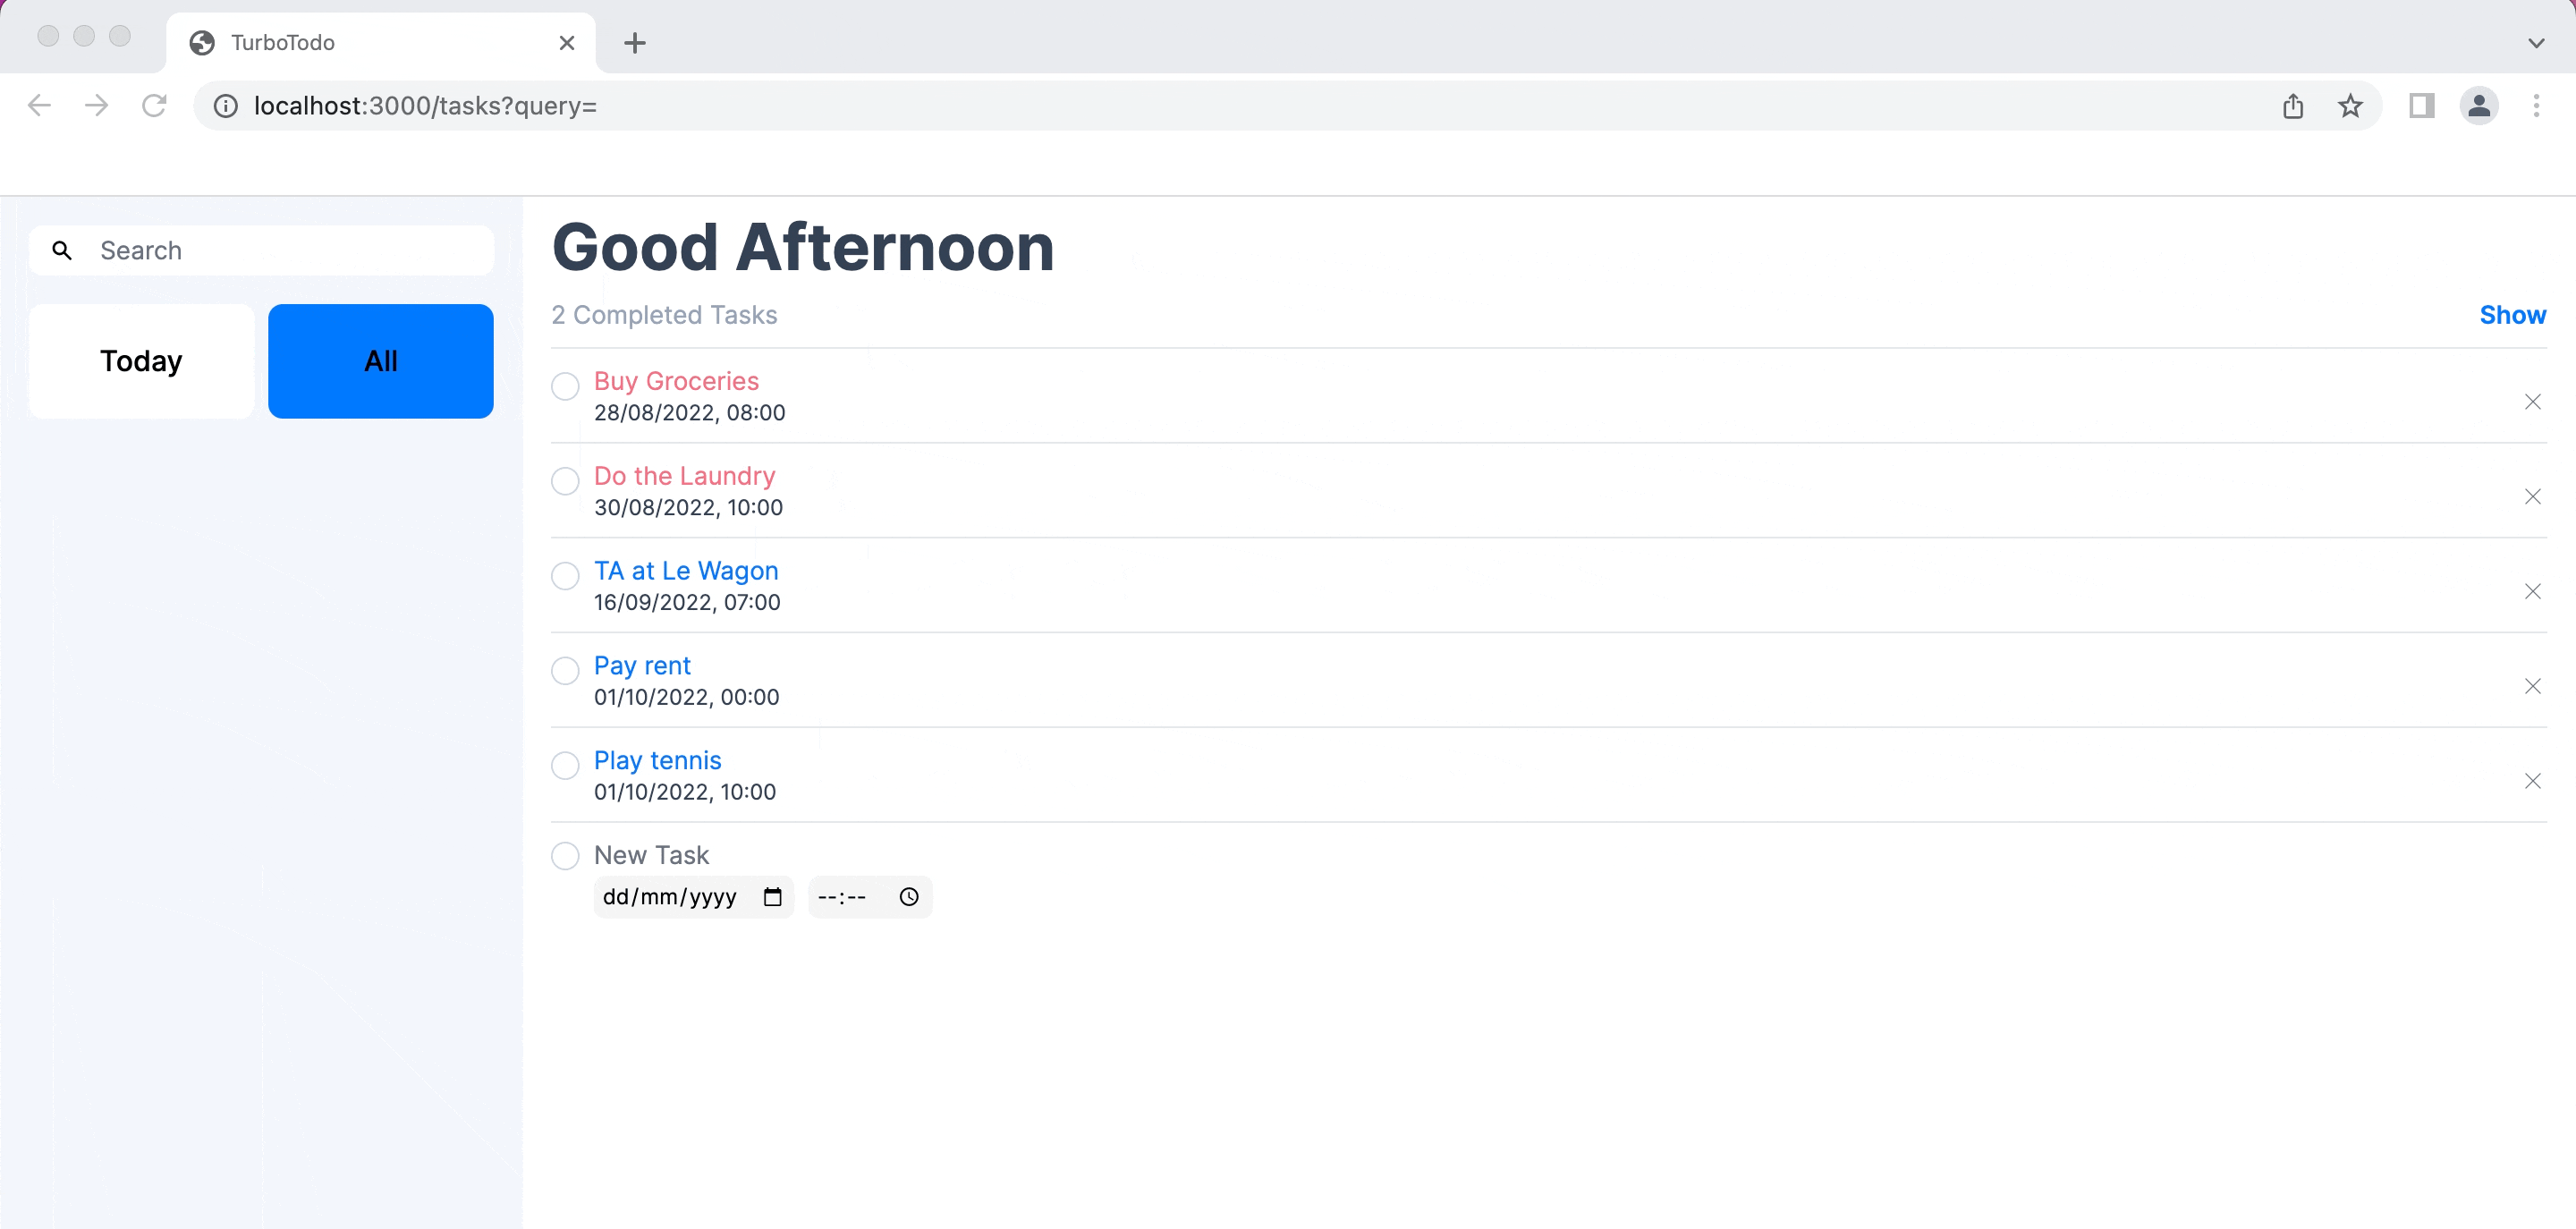 TurboTodo
localhost:3000/tasks?query=
Search
Today
All
Good Afternoon
2 Completed Tasks
Show
Buy Groceries
28/08/2022, 08:00
Do the Laundry
30/08/2022, 10:00
TA at Le Wagon
16/09/2022, 07:00
Pay rent
01/10/2022, 00:00
Play tennis
01/10/2022, 10:00
New Task
dd/mm/yyyy
--:--